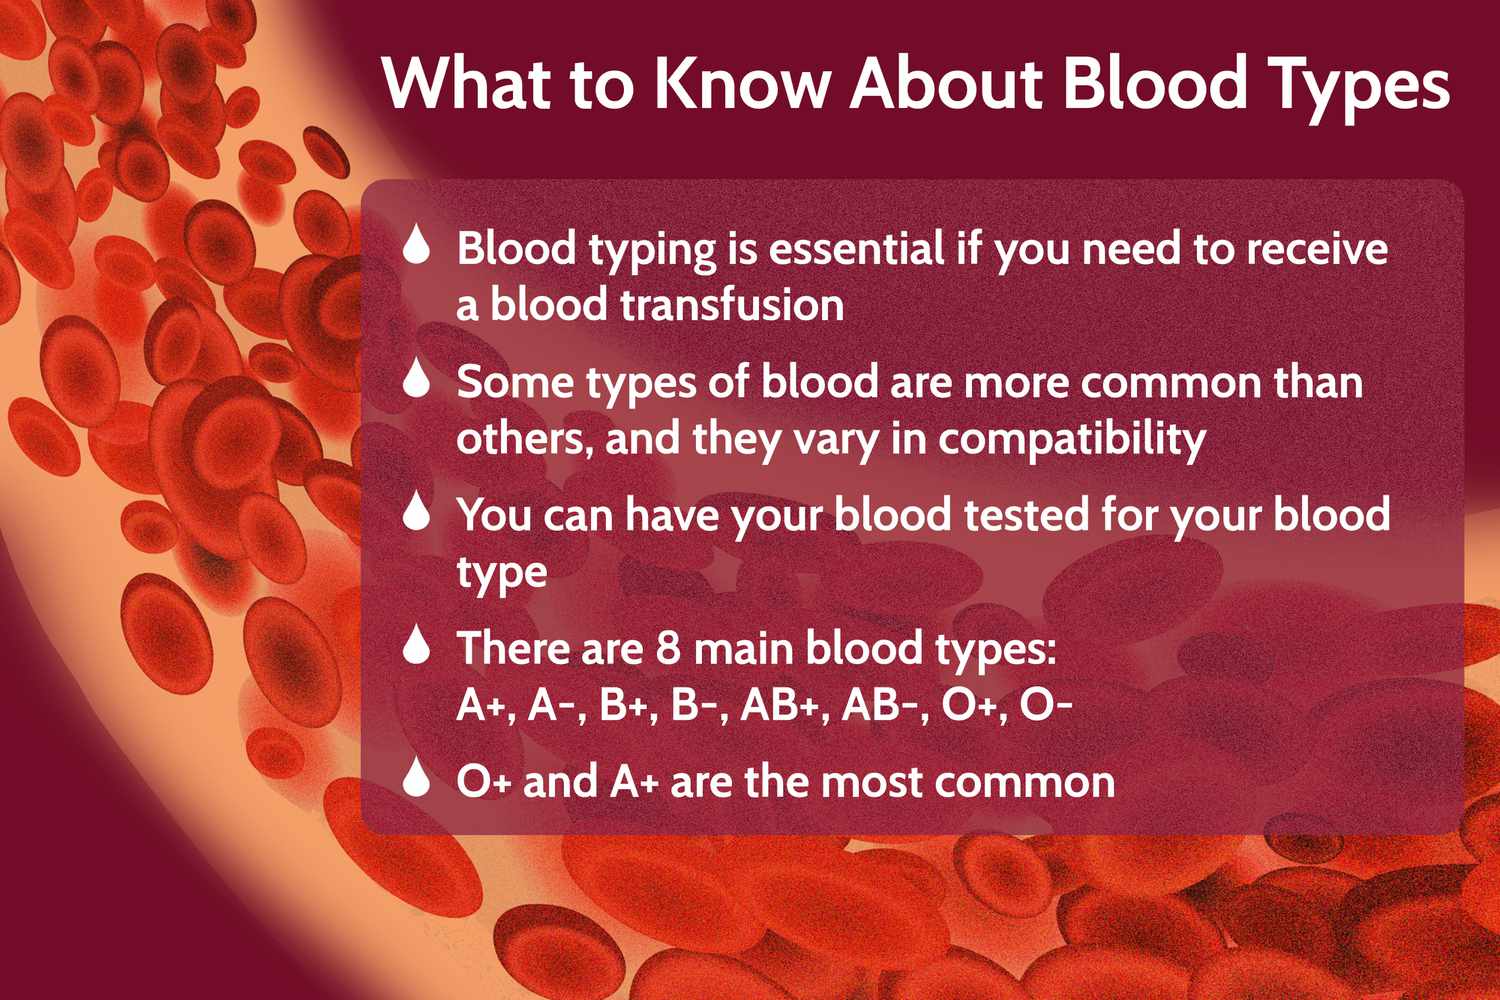 What to Know About Blood Types
Blood typing is essential if you need to receive
a blood transfusion
Some types of blood are more common than
others, and they vary in compatibility
You can have your blood tested for your blood
type
There are 8 main blood types:
A+, A-, B+, B-, AB+, AB-, O+, O-
O+ and A+ are the most common